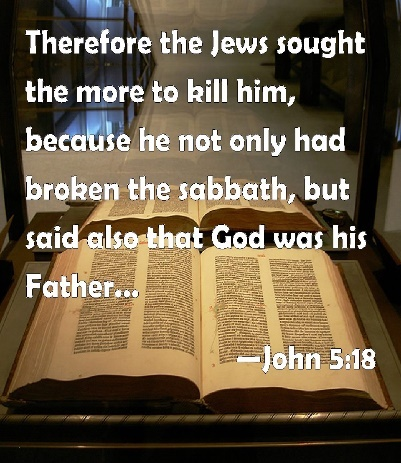 Therefore the Jews sought
the more to kill him,
because he not only had
broken the sabbath, but
said also that God was his
Father...
—John 5:18